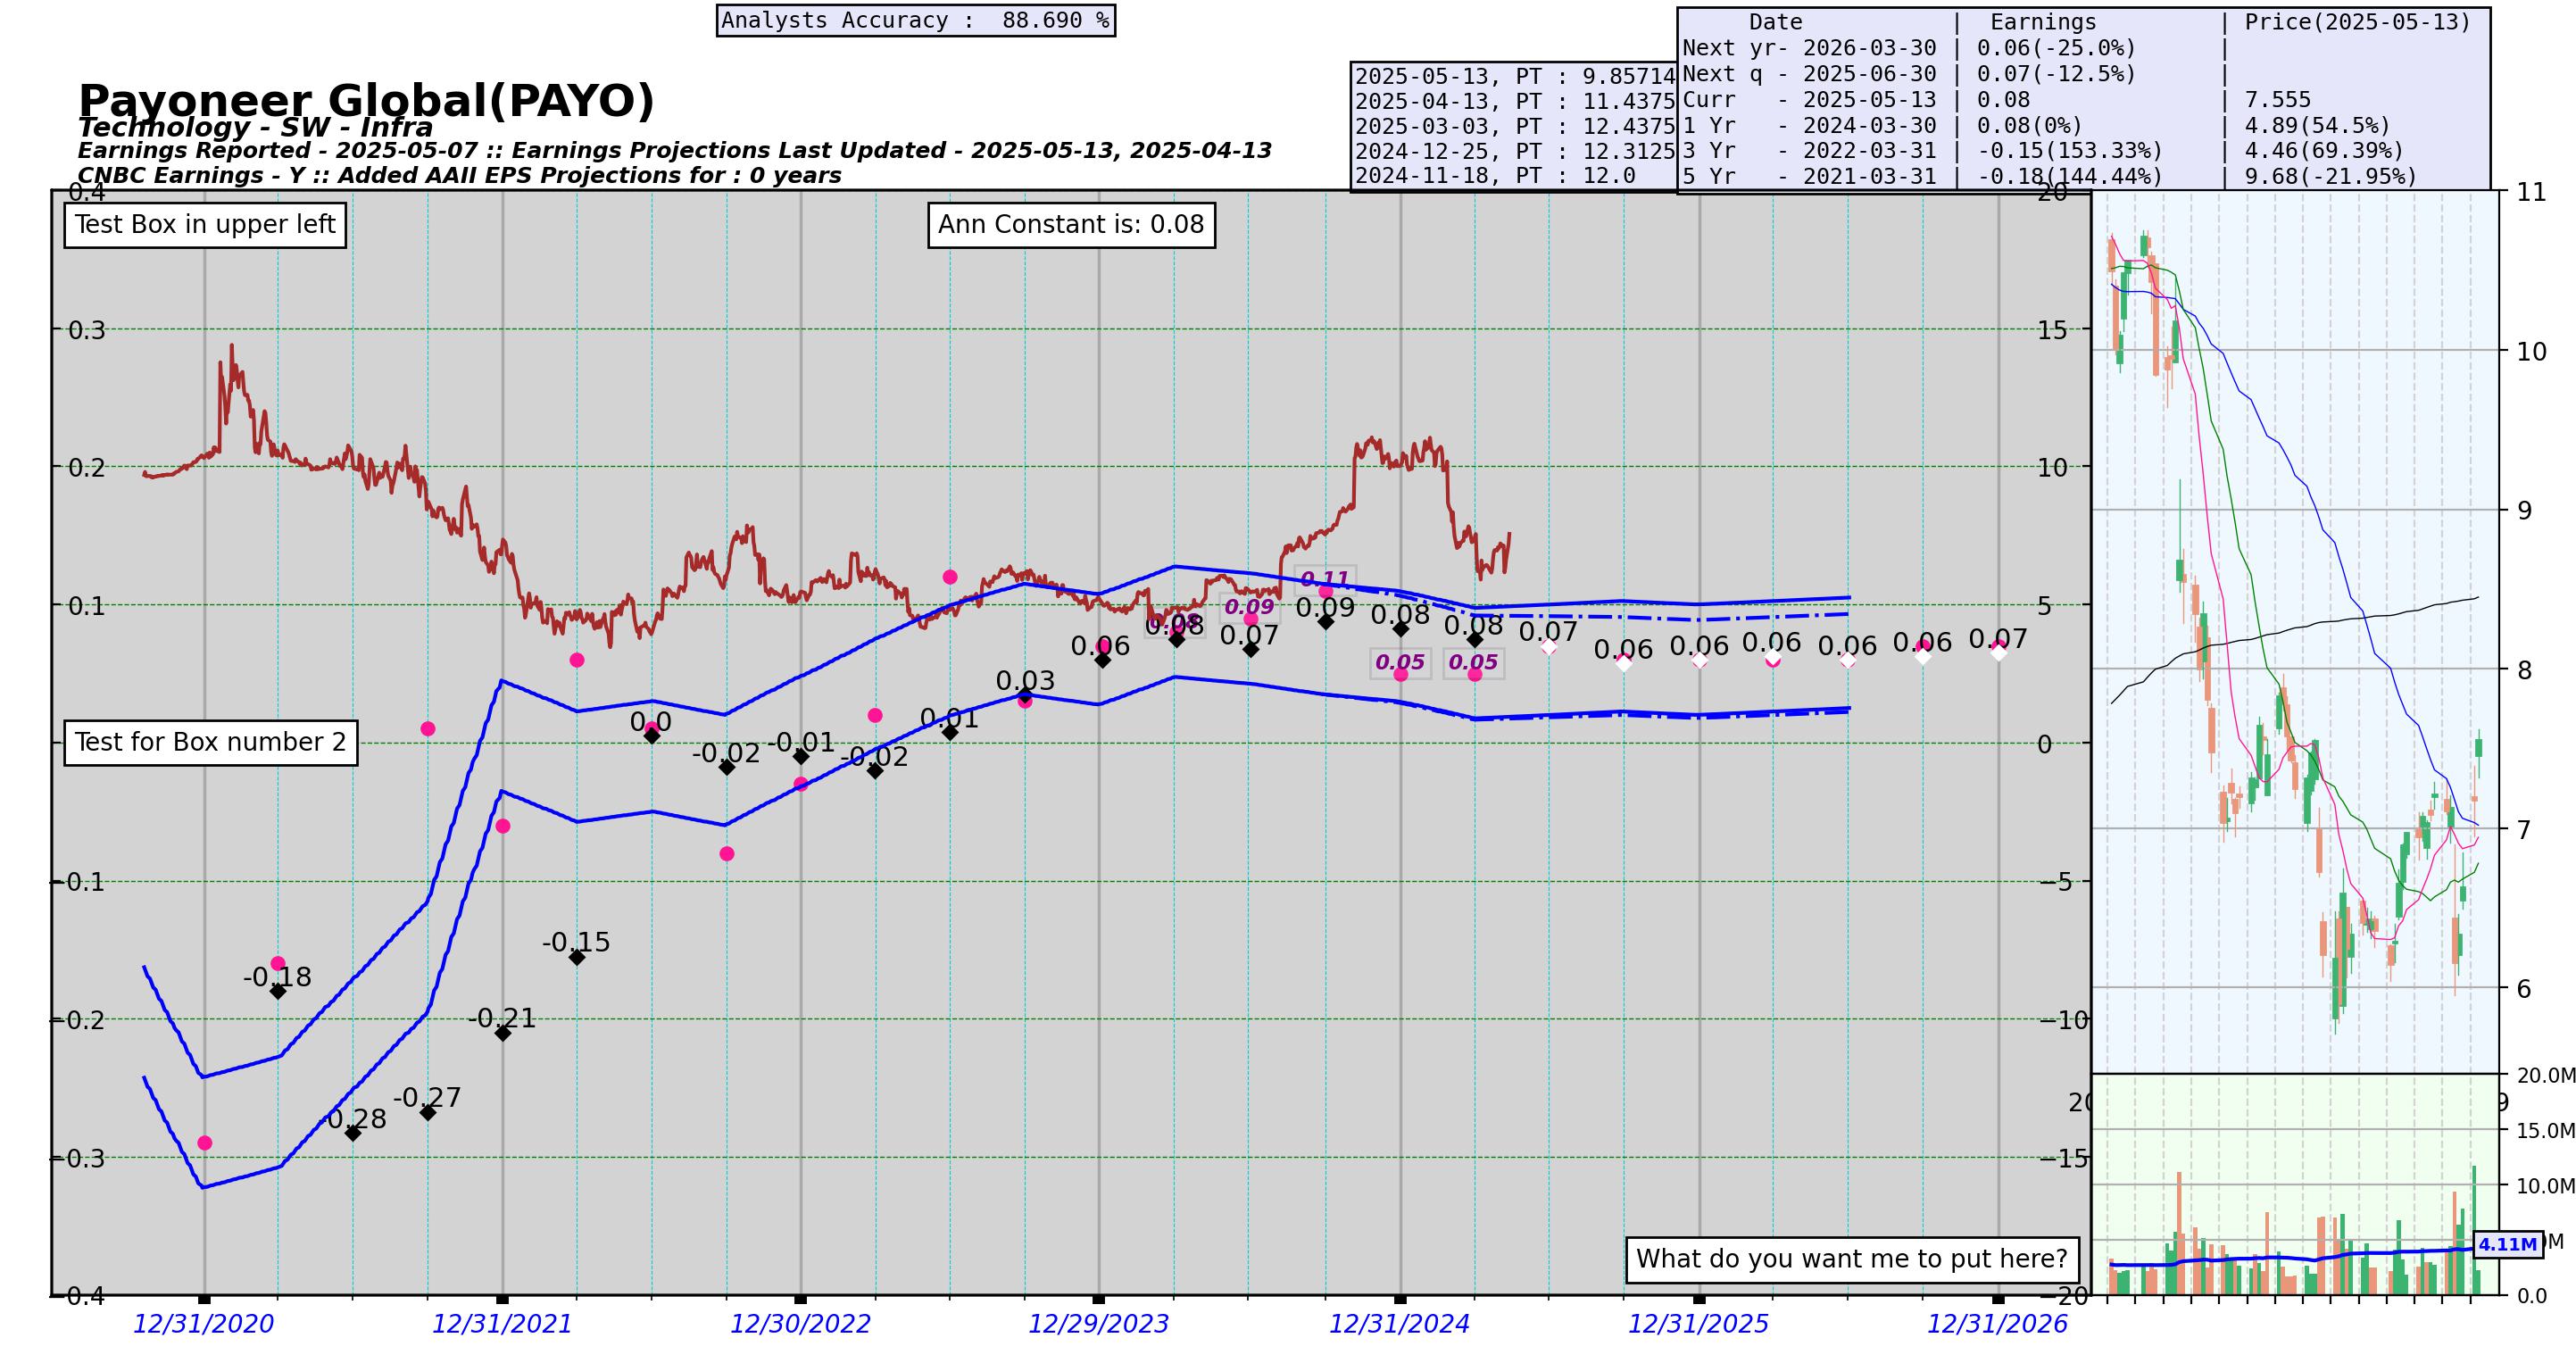 Analysts Accuracy :  88.690 %
Payoneer Global(PAYO)
Technology - SW - Infra
Earnings Reported - 2025-05-07 :: Earnings Projections Last Updated - 2025-05-13, 2025-04-13
CNBC Earnings - Y :: Added AAII EPS Projections for : 0 years
2025-05-13, PT : 9.85714
2025-04-13, PT : 11.4375
2025-03-03, PT : 12.4375
2024-12-25, PT : 12.3125
2024-11-18, PT : 12.0
Date | Earnings | Price(2025-05-13)
Next yr- 2026-03-30 | 0.06(-25.0%) |
Next q - 2025-06-30 | 0.07(-12.5%) |
Curr - 2025-05-13 | 0.08 | 7.555
1 Yr - 2024-03-30 | 0.08(0%) | 4.89(54.5%)
3 Yr - 2022-03-31 | -0.15(153.33%) | 4.46(69.39%)
5 Yr - 2021-03-31 | -0.18(144.44%) | 9.68(-21.95%)
Test Box in upper left
Ann Constant is: 0.08
Test for Box number 2
What do you want me to put here?
0.4
0.3
0.2
0.1
−0.1
−0.2
−0.3
−0.4
-0.18
-0.28
-0.27
-0.21
-0.15
0.0
-0.02
-0.01
-0.02
0.01
0.03
0.06
0.08
0.08
0.09
0.07
0.11
0.09
0.08
0.05
0.08
0.05
0.07
0.06
0.06
0.06
0.06
0.06
0.07
20
15
10
5
0
−5
−10
−15
−20
11
10
9
8
7
6
20.0M
15.0M
10.0M
4.11M
0.0
12/31/2020
12/31/2021
12/30/2022
12/29/2023
12/31/2024
12/31/2025
12/31/2026